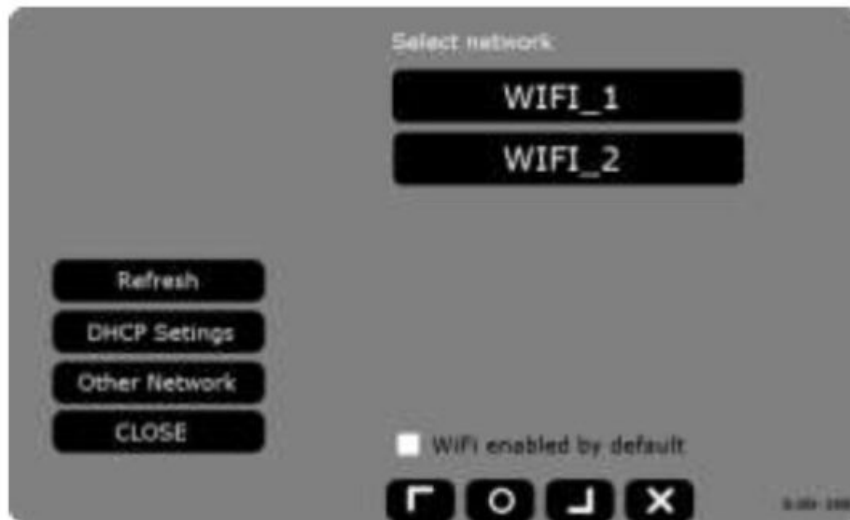 Select network
WIFI_1
WIFI_2
Refresh
DHCP Setings
Other Network
CLOSE
WiFi enabled by default